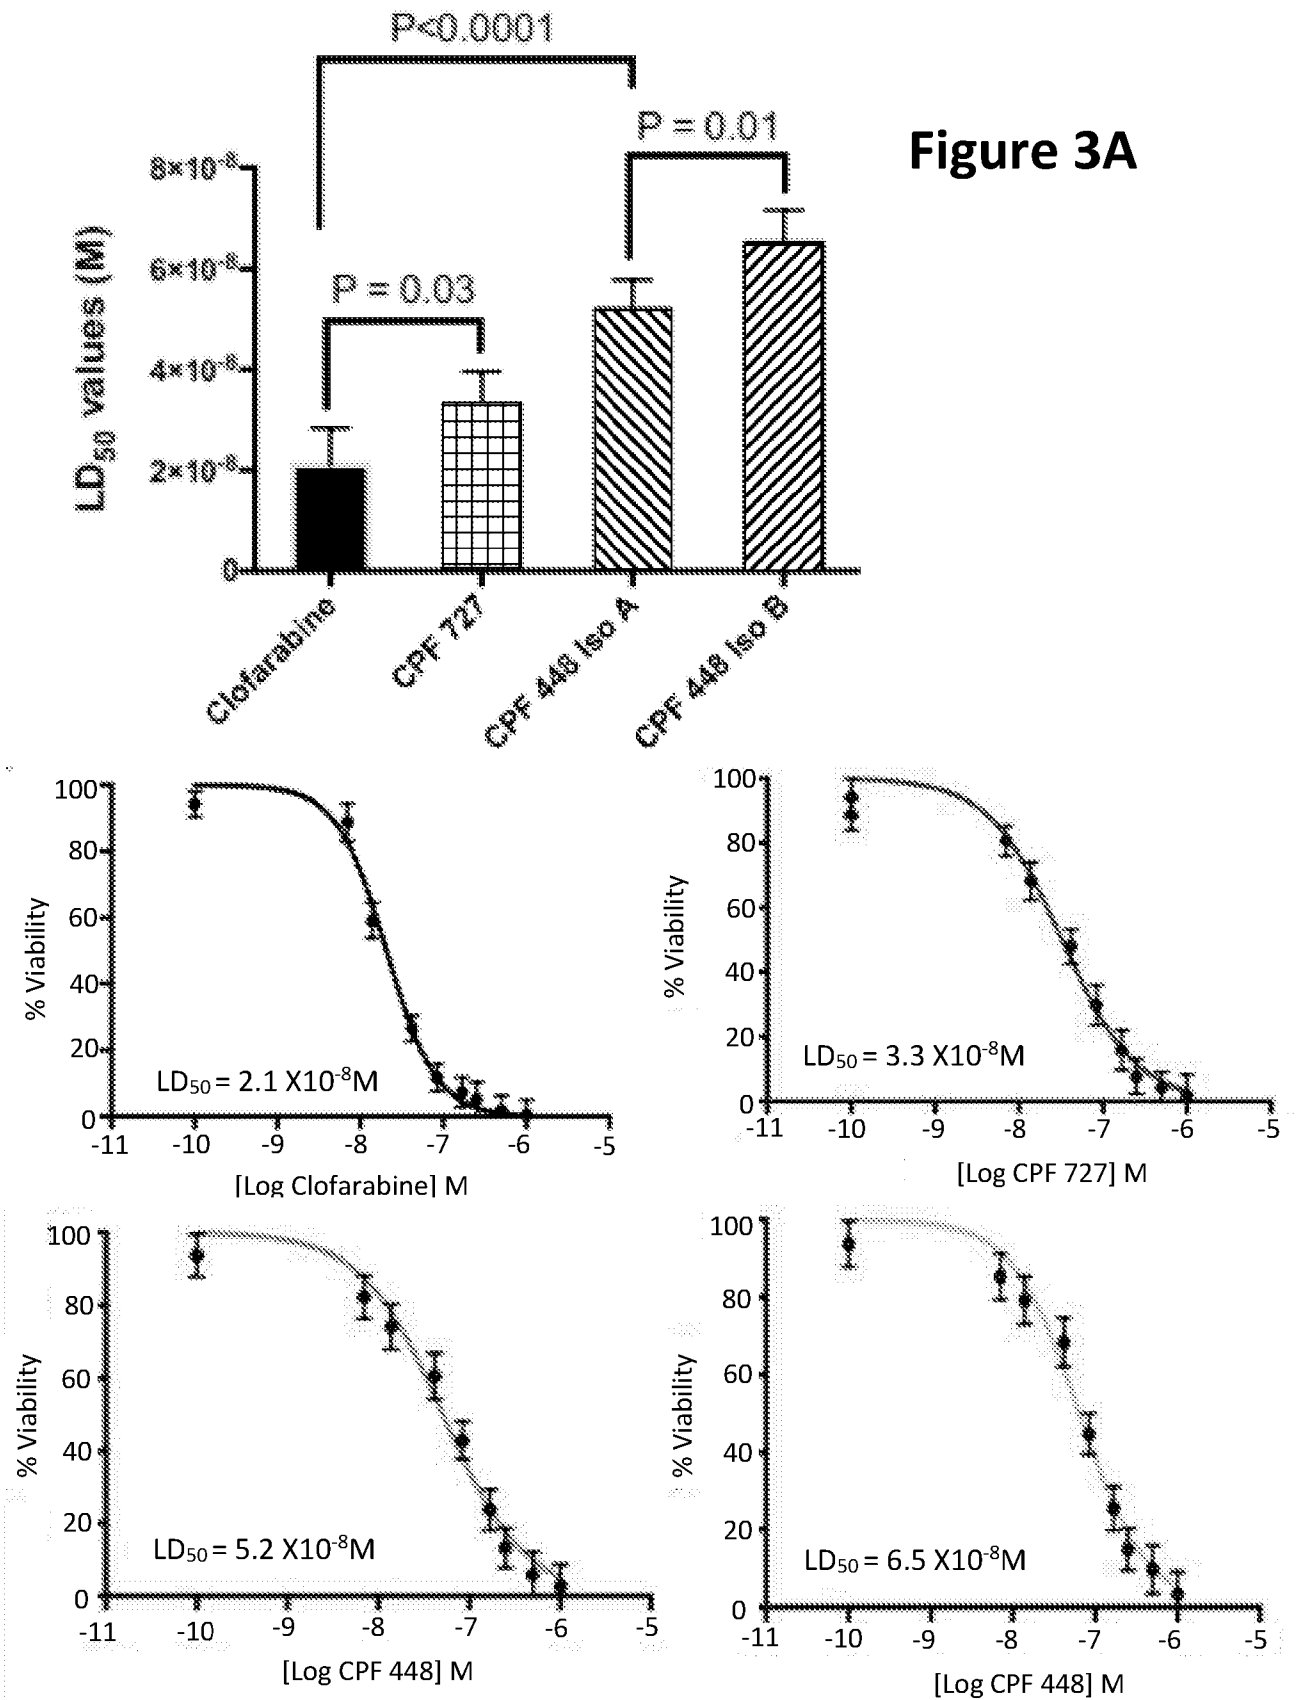 P<0.0001
P = 0.01
Figure 3A
8×10⁻⁸
6×10⁻⁸
P = 0.03
4×10⁻⁸
2×10⁻⁸
0
LD₅₀ values (M)
Clofarabine
CPF 727
CPF 448 Iso A
CPF 448 Iso B
100
80
60
40
20
0
% Viability
LD₅₀ = 2.1 X10⁻⁸M
-11 -10 -9 -8 -7 -6 -5
[Log Clofarabine] M
100
80
60
40
20
0
% Viability
LD₅₀ = 3.3 X10⁻⁸M
-11 -10 -9 -8 -7 -6 -5
[Log CPF 727] M
100
80
60
40
20
0
% Viability
LD₅₀ = 5.2 X10⁻⁸M
-11 -10 -9 -8 -7 -6 -5
[Log CPF 448] M
100
80
60
40
20
0
% Viability
LD₅₀ = 6.5 X10⁻⁸M
-11 -10 -9 -8 -7 -6 -5
[Log CPF 448] M